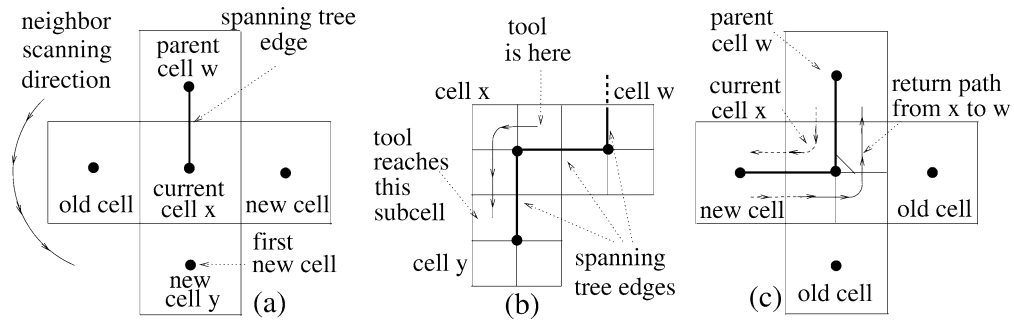 neighbor
scanning
direction
spanning tree
edge
parent
cell w
old cell
current
cell x
new cell
first
new cell
new
cell y
(a)
tool
is here
cell x
cell w
tool
reaches
this
subcell
cell y
spanning
tree edges
(b)
parent
cell w
current
cell x
return path
from x to w
new cell
old cell
old cell
(c)